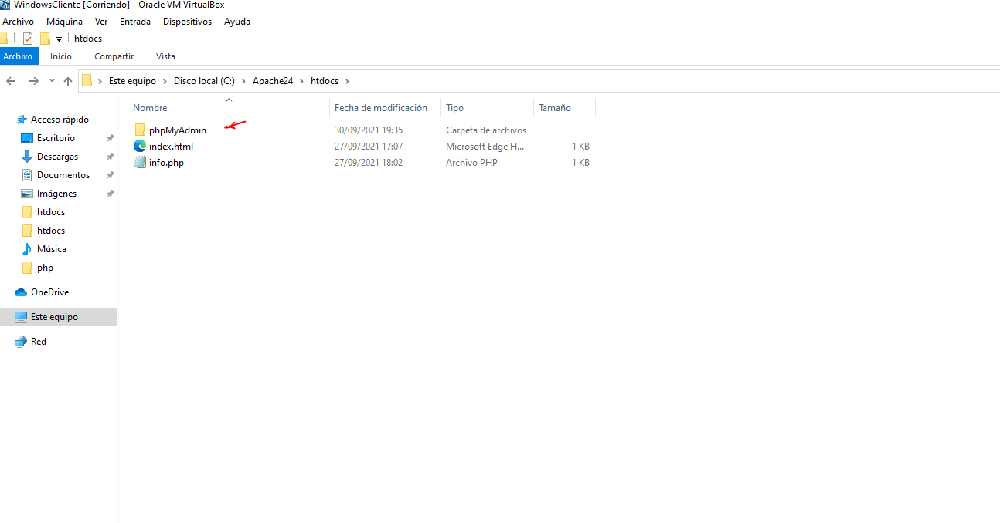 WindowsCliente [Corriendo] - Oracle VM VirtualBox
Archivo Máquina Ver Entrada Dispositivos Ayuda
htdocs
Archivo Inicio Compartir Vista
Este equipo Disco local (C:) Apache24 htdocs
Nombre Fecha de modificación Tipo Tamaño
phpMyAdmin 30/09/2021 19:35 Carpeta de archivos
index.html 27/09/2021 17:07 Microsoft Edge H... 1 KB
info.php 27/09/2021 18:02 Archivo PHP 1 KB
Acceso rápido
Escritorio
Descargas
Documentos
Imágenes
htdocs
htdocs
Música
php
OneDrive
Este equipo
Red